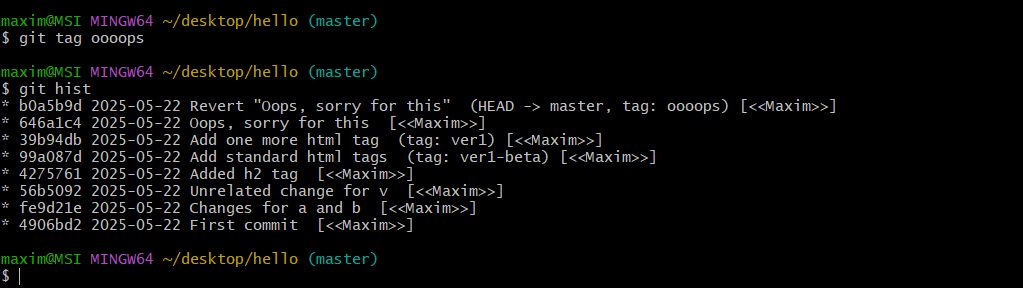 maxim@MSI MINGW64 ~/desktop/hello (master)
$ git tag oooops
maxim@MSI MINGW64 ~/desktop/hello (master)
$ git hist
* b0a5b9d 2025-05-22 Revert "Oops, sorry for this"  (HEAD -> master, tag: oooops) [<<Maxim>>]
* 646a1c4 2025-05-22 Oops, sorry for this  [<<Maxim>>]
* 39b94db 2025-05-22 Add one more html tag  (tag: ver1) [<<Maxim>>]
* 99a087d 2025-05-22 Add standard html tags  (tag: ver1-beta) [<<Maxim>>]
* 4275761 2025-05-22 Added h2 tag  [<<Maxim>>]
* 56b5092 2025-05-22 Unrelated change for v  [<<Maxim>>]
* fe9d21e 2025-05-22 Changes for a and b  [<<Maxim>>]
* 4906bd2 2025-05-22 First commit  [<<Maxim>>]
maxim@MSI MINGW64 ~/desktop/hello (master)
$